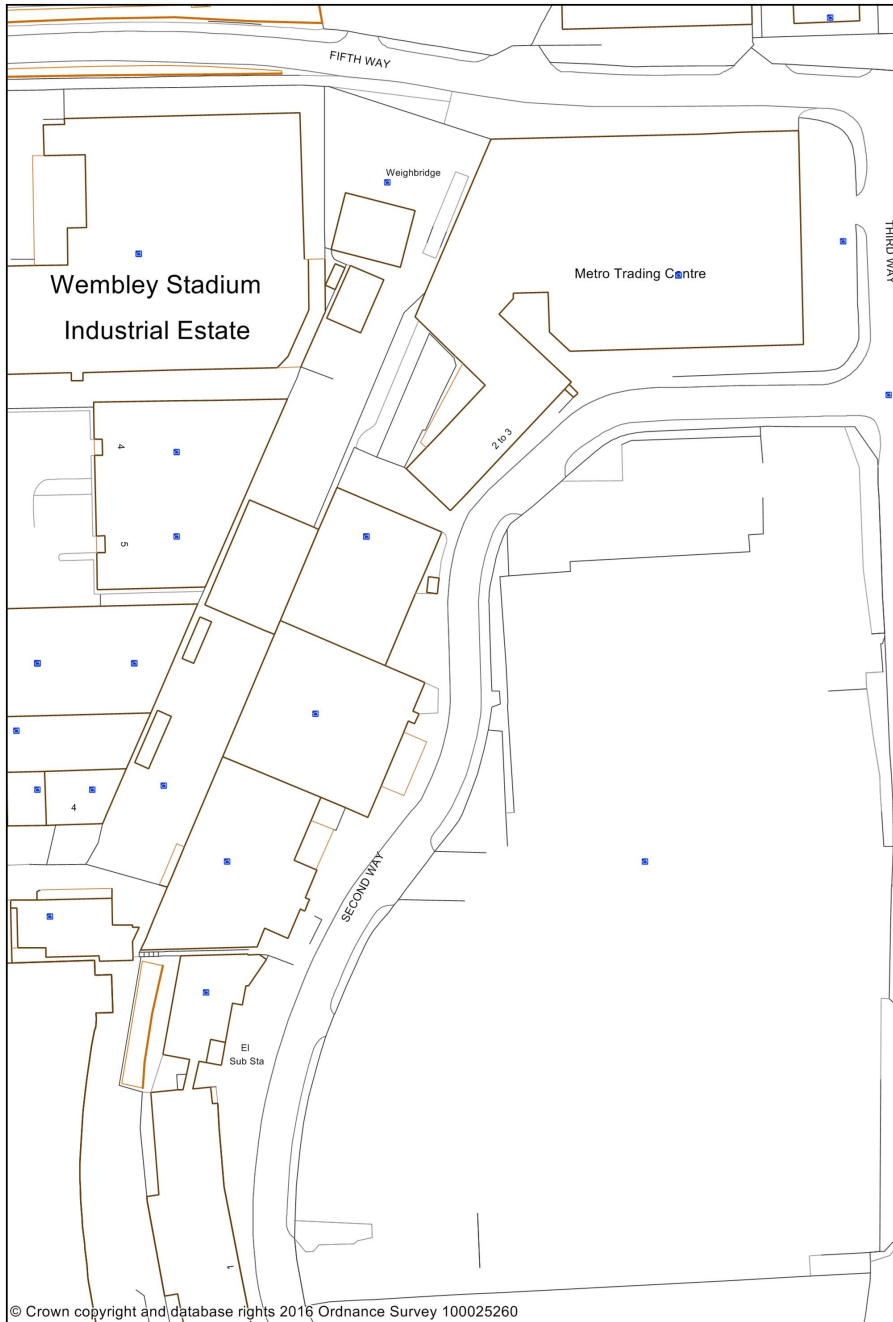 FIFTH WAY
Weighbridge
THIRD WAY
Metro Trading Centre
Wembley Stadium
Industrial Estate
2 to 3
4
5
4
SECOND WAY
El
Sub Sta
1
© Crown copyright and database rights 2016 Ordnance Survey 100025260